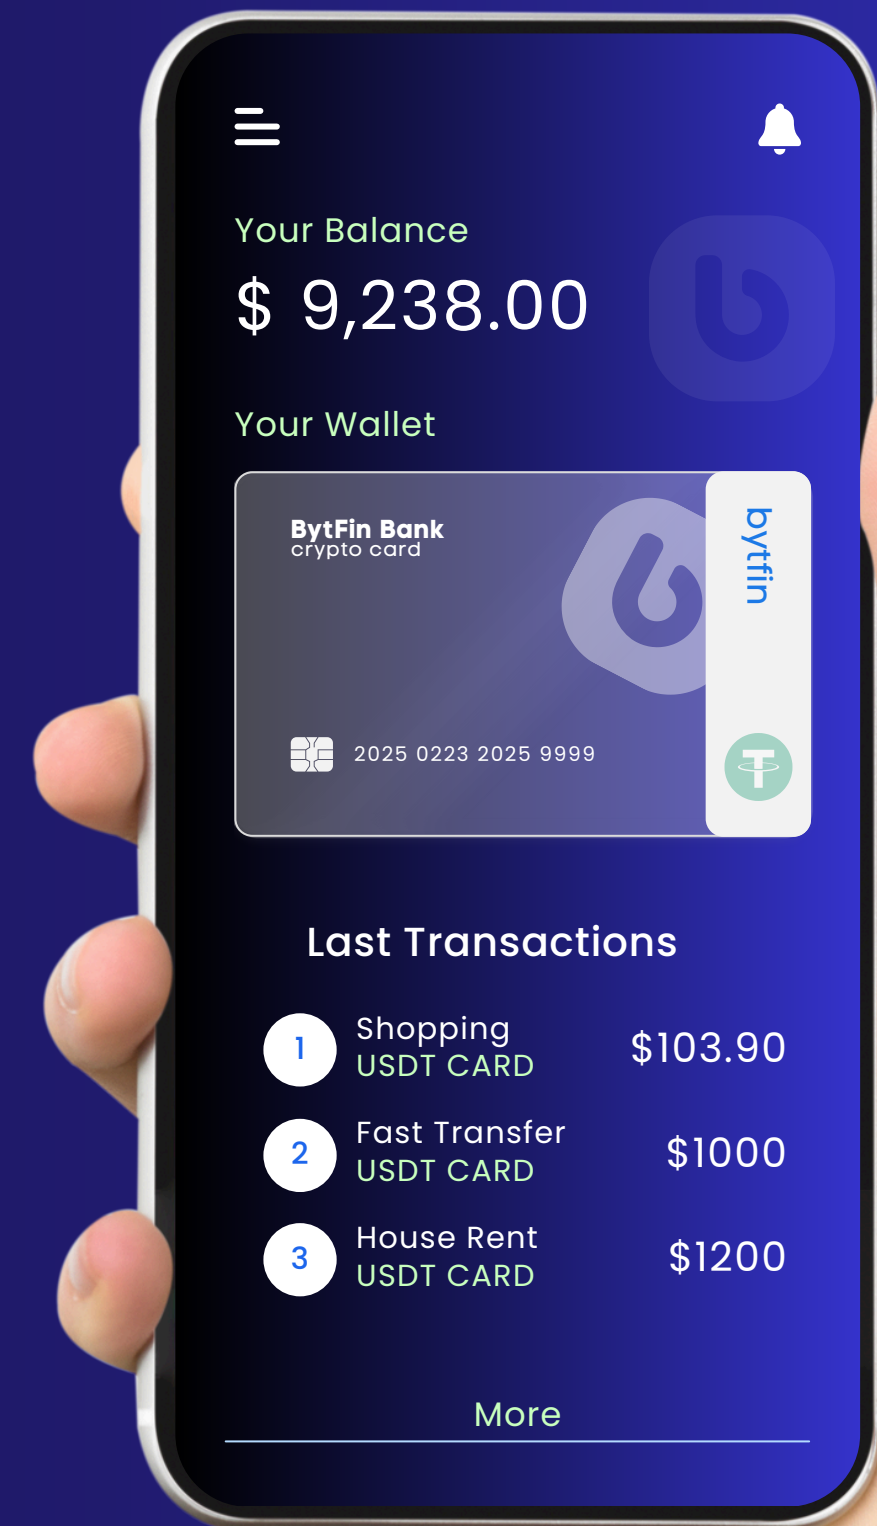 Your Balance
$ 9,238.00
Your Wallet
BytFin Bank
crypto card
bytfin
2025 0223 2025 9999
Last Transactions
1
Shopping
USDT CARD
$103.90
2
Fast Transfer
USDT CARD
$1000
3
House Rent
USDT CARD
$1200
More